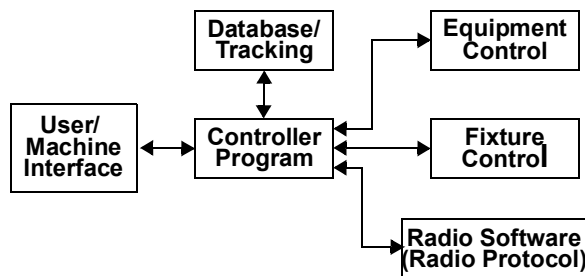 Database/
Tracking
Equipment
Control
User/
Machine
Interface
Controller
Program
Fixture
Control
Radio Software
(Radio Protocol)